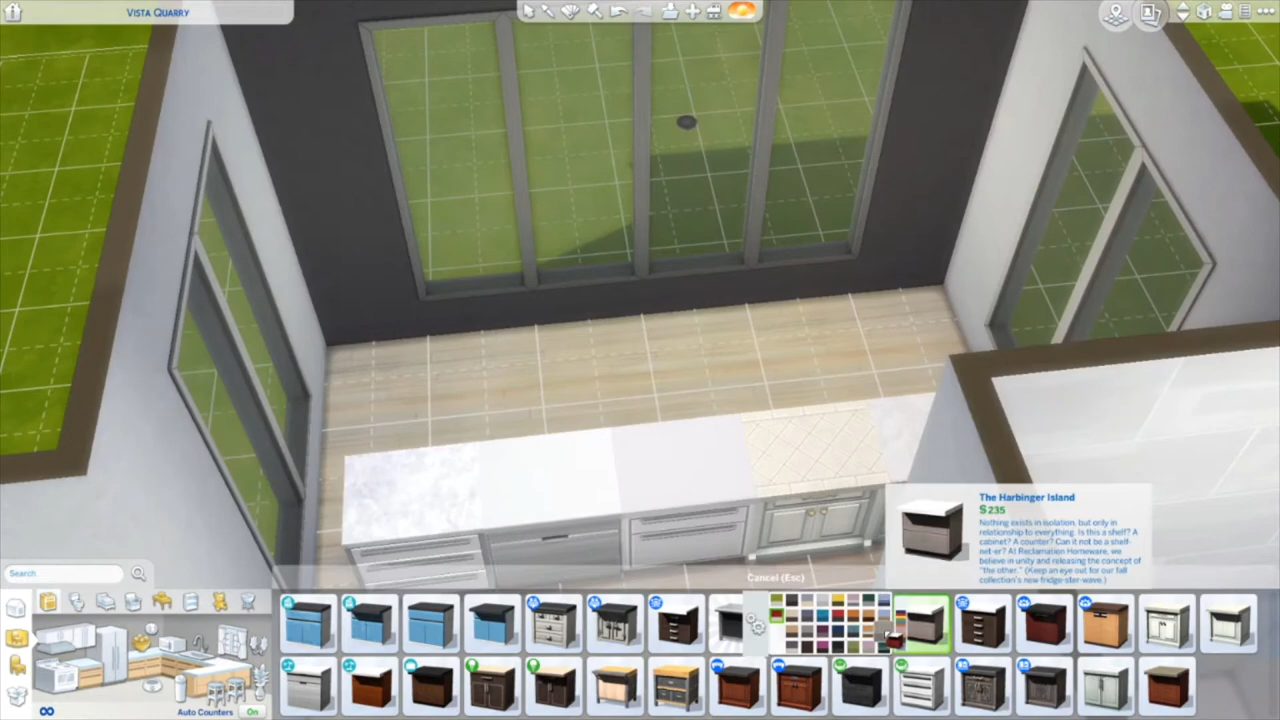 VISTA QUARRY
The Harbinger Island
$235
Nothing exists in isolation, but only in
relationship to everything. Is this a shelf? A
cabinet? A counter? Can it not be a shelf-
net-er? At Reclamation Homeware, we
believe in unity and releasing the concept of
"the other." (Keep an eye out for our fall
collection's new fridge-ster-wave.)
Cancel (Esc)
Search
Auto Counters On